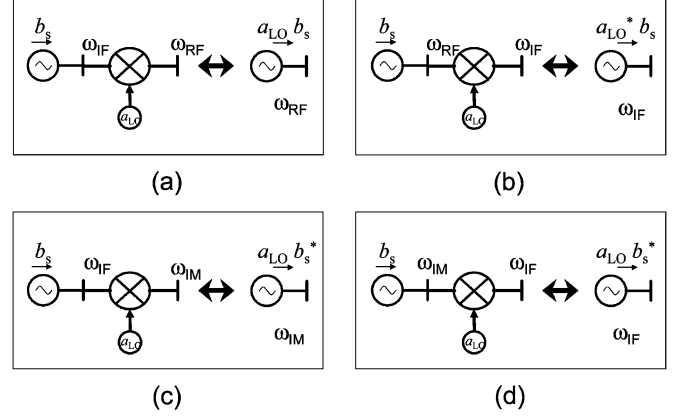 b_s a_LO b_s
ω_IF ω_RF
a_LO
ω_RF
(a)
b_s a_LO* b_s
ω_RF ω_IF
a_LO
ω_IF
(b)
b_s a_LO b_s*
ω_IF ω_IM
a_LO
ω_IM
(c)
b_s a_LO b_s*
ω_IM ω_IF
a_LO
ω_IF
(d)